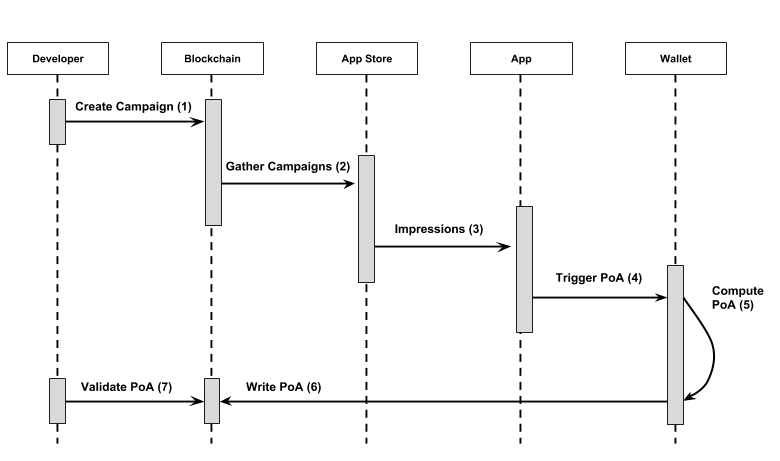 Developer
Blockchain
App Store
App
Wallet
Create Campaign (1)
Gather Campaigns (2)
Impressions (3)
Trigger PoA (4)
Compute
PoA (5)
Validate PoA (7)
Write PoA (6)